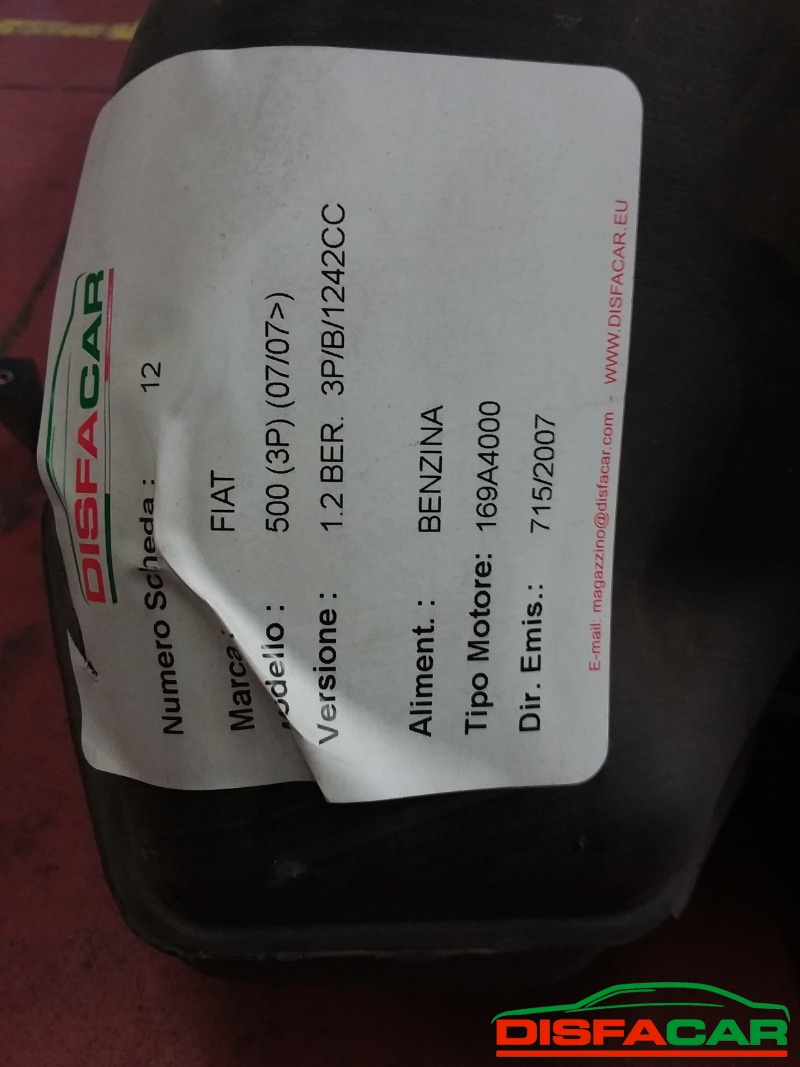 DISFACAR
Numero Scheda : 12
Marca : FIAT
odello : 500 (3P) (07/07>)
Versione : 1.2 BER. 3P/B/1242CC
Aliment. : BENZINA
Tipo Motore: 169A4000
Dir. Emis.: 715/2007
E-mail: magazzino@disfacar.com - WWW.DISFACAR.EU
DISFACAR